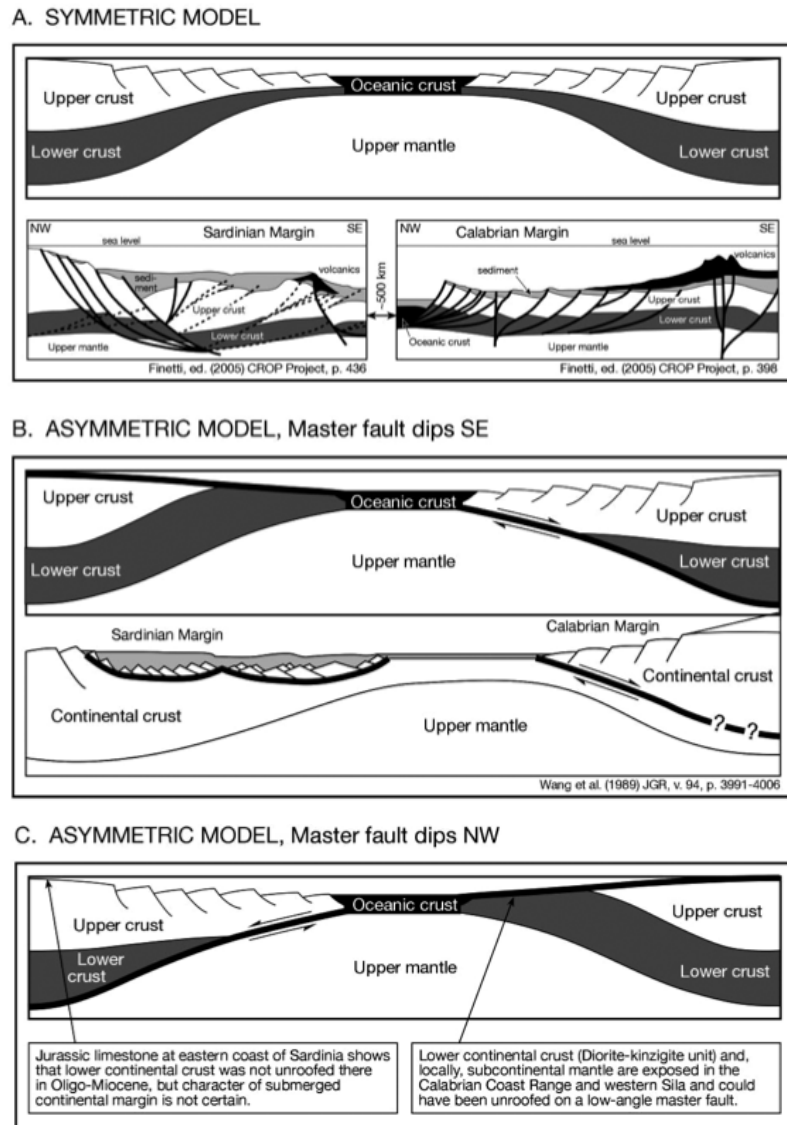 A. SYMMETRIC MODEL
Oceanic crust
Upper crust
Upper crust
Upper mantle
Lower crust
Lower crust
NW
Sardinian Margin
SE
sea level
volcanics
sedi-
ment
Upper crust
Lower crust
Upper mantle
Finetti, ed. (2005) CROP Project, p. 436
~500 km
NW
Calabrian Margin
SE
sea level
volcanics
sediment
Upper crust
Lower crust
Oceanic crust
Upper mantle
Finetti, ed. (2005) CROP Project, p. 398
B. ASYMMETRIC MODEL, Master fault dips SE
Upper crust
Oceanic crust
Upper crust
Lower crust
Upper mantle
Lower crust
Sardinian Margin
Calabrian Margin
Continental crust
Continental crust
Upper mantle
? ?
Wang et al. (1989) JGR, v. 94, p. 3991-4006
C. ASYMMETRIC MODEL, Master fault dips NW
Oceanic crust
Upper crust
Upper crust
Lower
crust
Upper mantle
Lower crust
Jurassic limestone at eastern coast of Sardinia shows
that lower continental crust was not unroofed there
in Oligo-Miocene, but character of submerged
continental margin is not certain.
Lower continental crust (Diorite-kinzigite unit) and,
locally, subcontinental mantle are exposed in the
Calabrian Coast Range and western Sila and could
have been unroofed on a low-angle master fault.